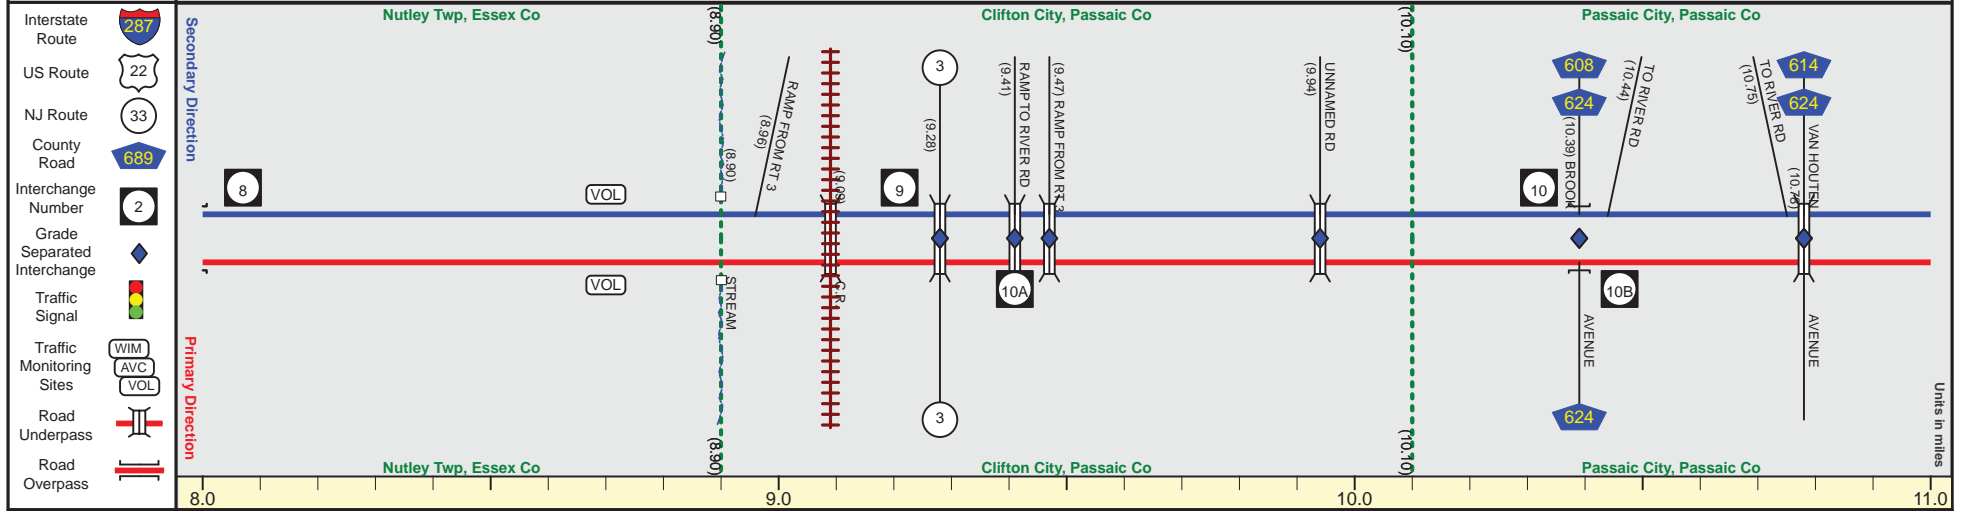 Interstate
Route
287
US Route
22
NJ Route
33
County
Road
689
Interchange
Number
2
Grade
Separated
Interchange
Traffic
Signal
Traffic
Monitoring
Sites
WIM
AVC
VOL
Road
Underpass
Road
Overpass
Secondary Direction
Primary Direction
Nutley Twp, Essex Co
Clifton City, Passaic Co
Passaic City, Passaic Co
(8.90)
(10.10)
8
VOL
VOL
(8.90)
STREAM
RAMP FROM RT 3
(8.96)
(9.09)
C.R.
9
3
(9.28)
3
(9.41)
RAMP TO RIVER RD
10A
(9.47) RAMP FROM RT 3
(9.94)
UNNAMED RD
10
608
624
(10.39) BROOK
AVENUE
624
10B
TO RIVER RD
(10.44)
TO RIVER RD
(10.75)
614
624
VAN HOUTEN
(10.78)
AVENUE
Units in miles
(8.90)
(10.10)
Nutley Twp, Essex Co
Clifton City, Passaic Co
Passaic City, Passaic Co
8.0
9.0
10.0
11.0